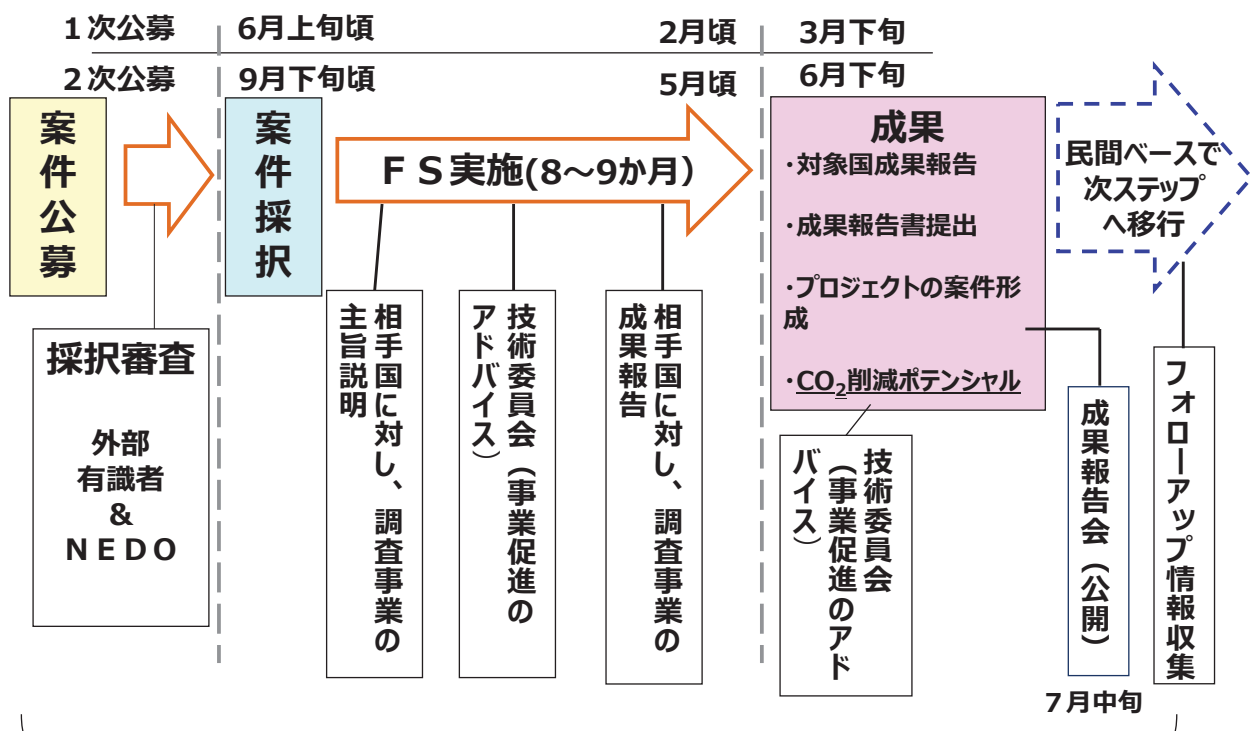 1次公募 6月上旬頃 2月頃 3月下旬
2次公募 9月下旬頃 5月頃 6月下旬
案件公募
案件採択
FS実施(8～9か月)
成果
・対象国成果報告
・成果報告書提出
・プロジェクトの案件形
成
・CO2削減ポテンシャル
民間ベースで
次ステップ
へ移行
採択審査
外部
有識者
&
NEDO
相手国に対し、調査事業の
主旨説明
技術委員会（事業促進の
アドバイス）
相手国に対し、調査事業の
成果報告
技術委員会
（事業促進のアド
バイス）
成果報告会（公開）
フォローアップ情報収集
7月中旬